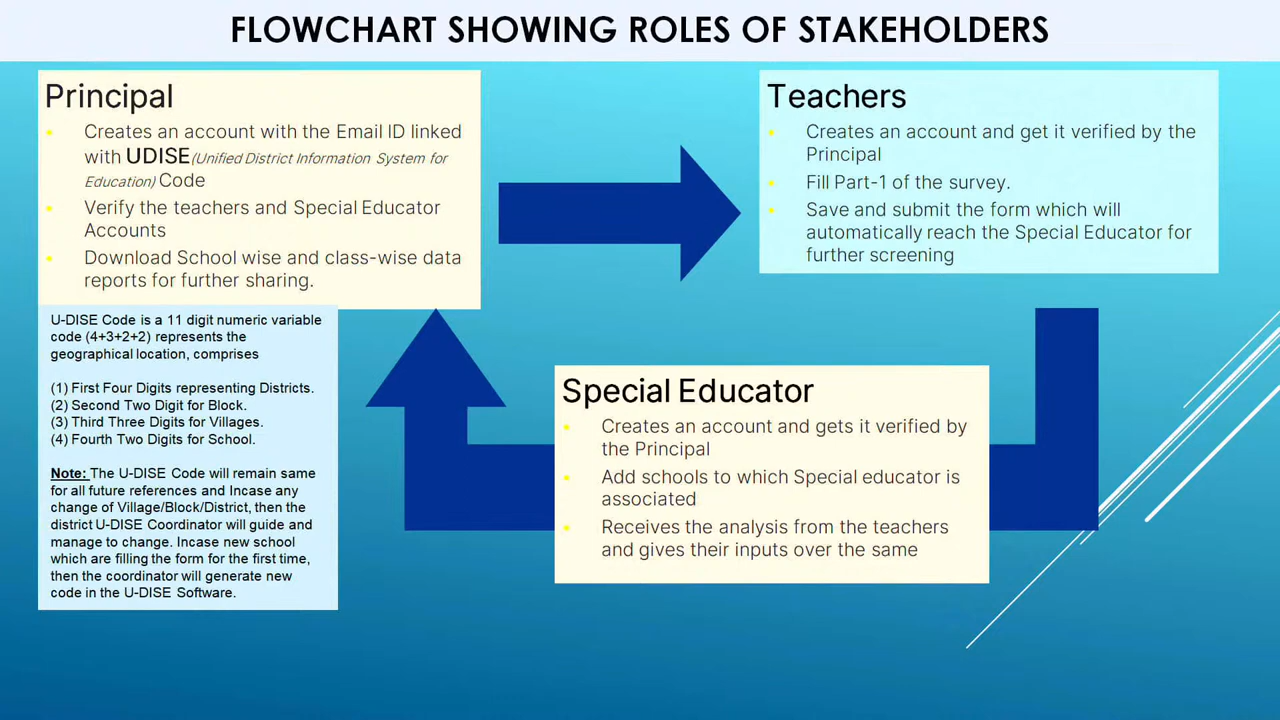 FLOWCHART SHOWING ROLES OF STAKEHOLDERS
Principal
Creates an account with the Email ID linked
with UDISE(Unified District Information System for
Education) Code
Verify the teachers and Special Educator
Accounts
Download School wise and class-wise data
reports for further sharing.
U-DISE Code is a 11 digit numeric variable
code (4+3+2+2) represents the
geographical location, comprises
(1) First Four Digits representing Districts.
(2) Second Two Digit for Block.
(3) Third Three Digits for Villages.
(4) Fourth Two Digits for School.
Note: The U-DISE Code will remain same
for all future references and Incase any
change of Village/Block/District, then the
district U-DISE Coordinator will guide and
manage to change. Incase new school
which are filling the form for the first time,
then the coordinator will generate new
code in the U-DISE Software.
Teachers
Creates an account and get it verified by the
Principal
Fill Part-1 of the survey.
Save and submit the form which will
automatically reach the Special Educator for
further screening
Special Educator
Creates an account and gets it verified by
the Principal
Add schools to which Special educator is
associated
Receives the analysis from the teachers
and gives their inputs over the same